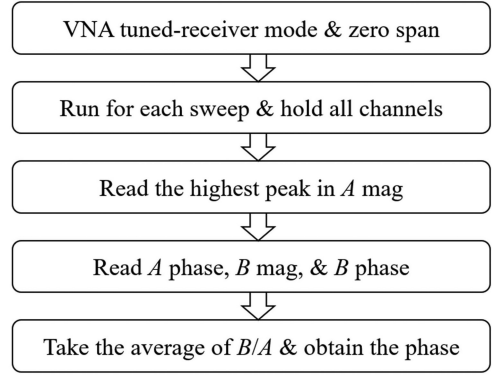 VNA tuned-receiver mode & zero span
Run for each sweep & hold all channels
Read the highest peak in A mag
Read A phase, B mag, & B phase
Take the average of B/A & obtain the phase